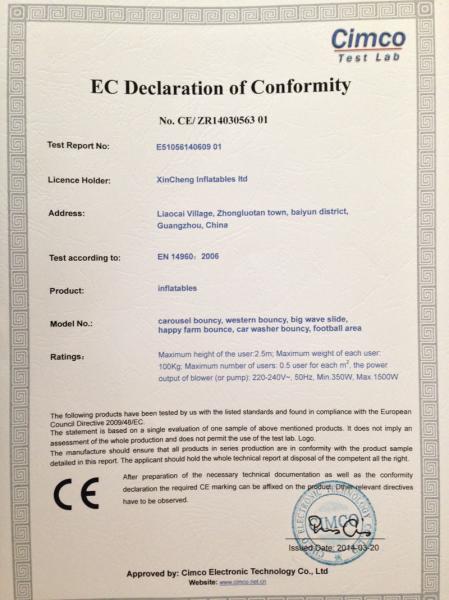 Cimco
Test Lab
EC Declaration of Conformity
No. CE/ ZR14030563 01
Test Report No: E51056140609 01
Licence Holder: XinCheng Inflatables ltd
Address: Liaocai Village, Zhongluotan town, baiyun district,
Guangzhou, China
Test according to: EN 14960：2006
Product: inflatables
Model No.: carousel bouncy, western bouncy, big wave slide,
happy farm bounce, car washer bouncy, football area
Ratings: Maximum height of the user:2.5m; Maximum weight of each user:
100Kg; Maximum number of users: 0.5 user for each m², the power
output of blower (or pump): 220-240V~, 50Hz, Min.350W, Max.1500W
The following products have been tested by us with the listed standards and found in compliance with the European
Council Directive 2009/48/EC.
The statement is based on a single evaluation of one sample of above mentioned products. It does not imply an
assessment of the whole production and does not permit the use of the test lab. Logo.
The manufacture should ensure that all products in series production are in conformity with the product sample
detailed in this report. The applicant should hold the whole technical report at disposal of the competent all the right.
CE
After preparation of the necessary technical documentation as well as the conformity
declaration the required CE marking can be affixed on the product. Other relevant directives
have to be observed.
CIMCO ELECTRONIC TECHNOLOGY CO.
CIMCO
Issued Date: 2014-03-20
Approved by: Cimco Electronic Technology Co., Ltd
Website: www.cimco.net.cn